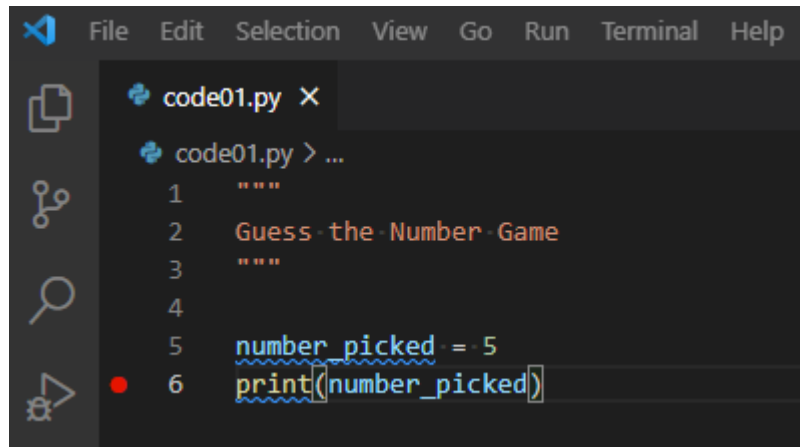 File Edit Selection View Go Run Terminal Help
code01.py ×
code01.py > ...
1 """
2 Guess the Number Game
3 """
4
5 number_picked = 5
6 print(number_picked)